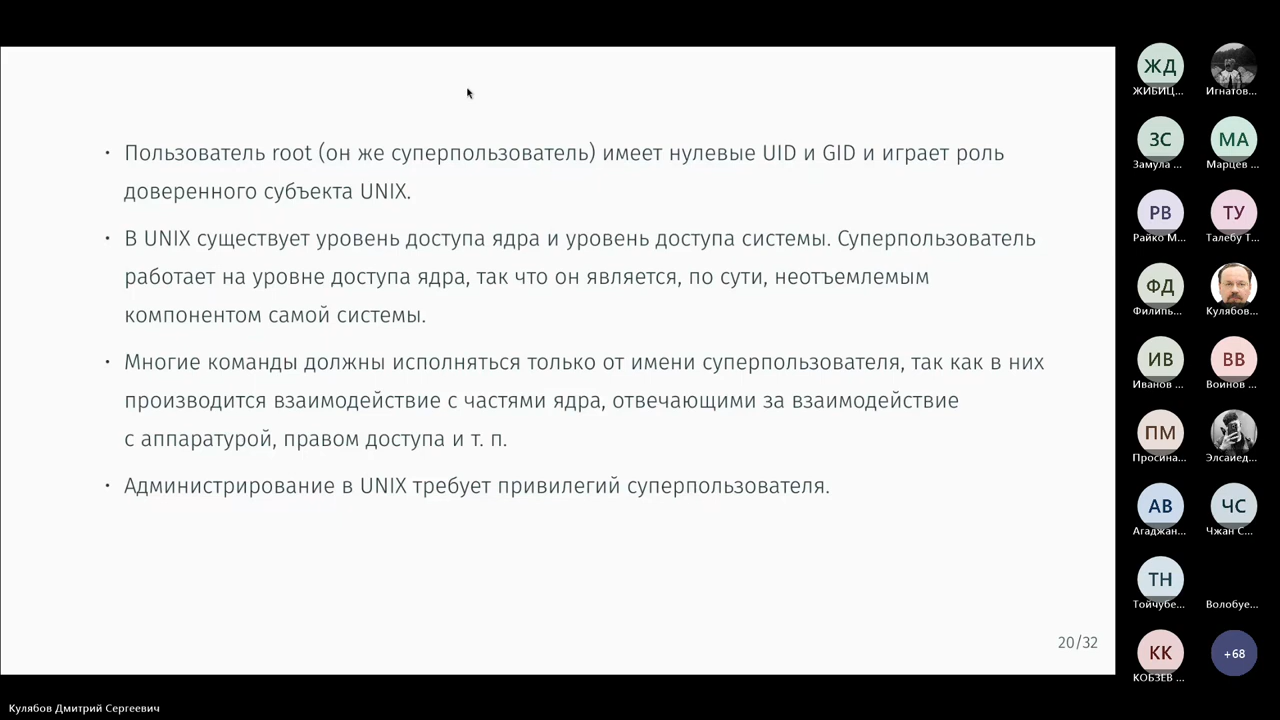 • Пользователь root (он же суперпользователь) имеет нулевые UID и GID и играет роль
доверенного субъекта UNIX.
• В UNIX существует уровень доступа ядра и уровень доступа системы. Суперпользователь
работает на уровне доступа ядра, так что он является, по сути, неотъемлемым
компонентом самой системы.
• Многие команды должны исполняться только от имени суперпользователя, так как в них
производится взаимодействие с частями ядра, отвечающими за взаимодействие
с аппаратурой, правом доступа и т. п.
• Администрирование в UNIX требует привилегий суперпользователя.
20/32
ЖД
ЖИБИЦ... Игнатов...
ЗС МА
Замула ... Марцев ...
РВ ТУ
Райко М... Талебу Т...
ФД
Филипь... Кулябов...
ИВ ВВ
Иванов ... Воинов ...
ПМ
Просина... Элсаиед...
АВ ЧС
Агаджан... Чжан С...
ТН
Тойчубе... Волобуе...
КК +68
КОБЗЕВ ...
Кулябов Дмитрий Сергеевич